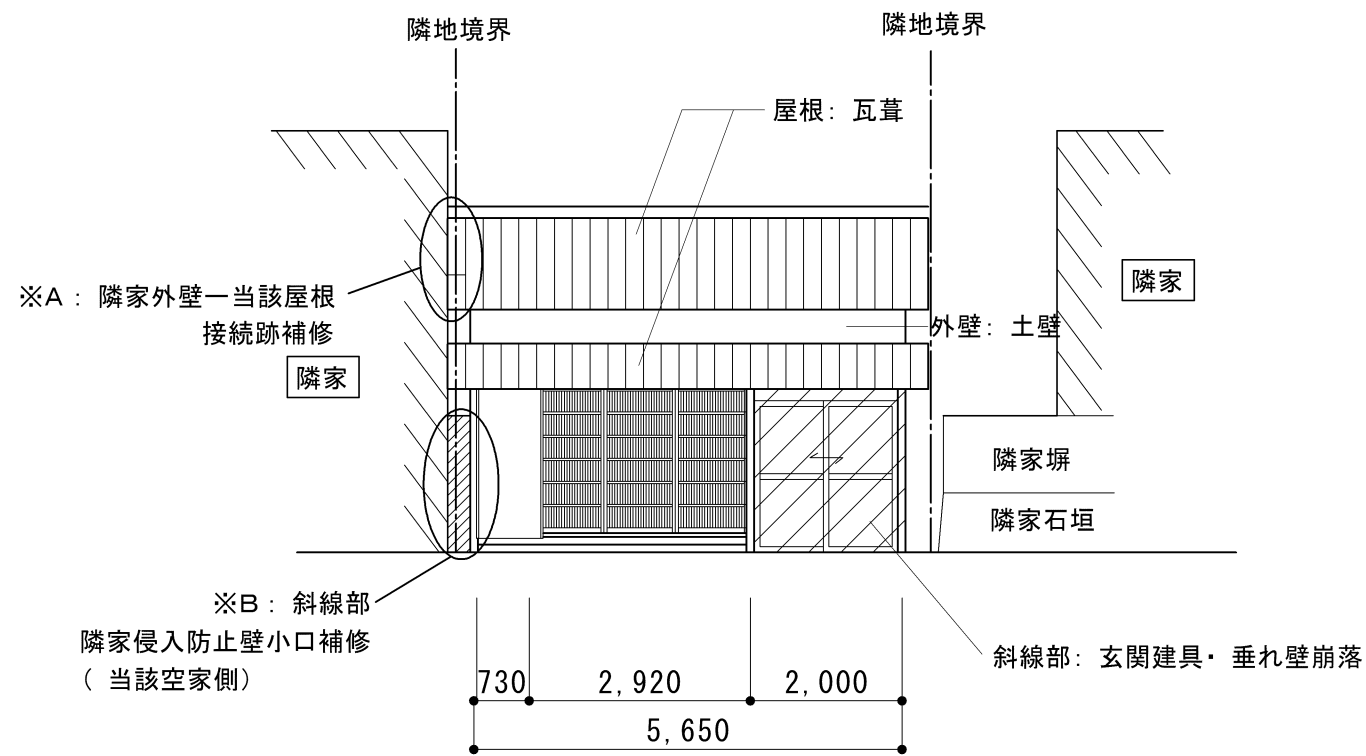 隣地境界
隣地境界
屋根: 瓦葺
隣家
※A : 隣家外壁ー当該屋根
接続跡補修
外壁: 土壁
隣家
隣家塀
隣家石垣
※B : 斜線部
隣家侵入防止壁小口補修
( 当該空家側)
斜線部: 玄関建具・ 垂れ壁崩落
730
2,920
2,000
5,650